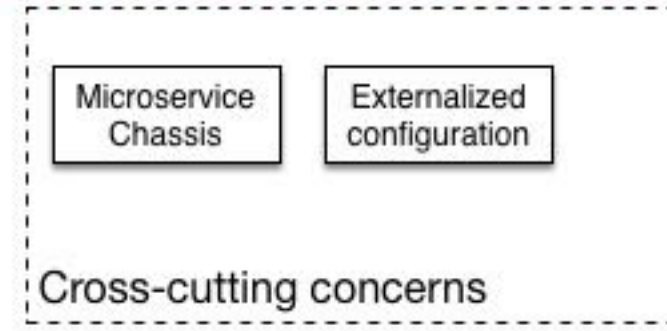 Microservice
Chassis
Externalized
configuration
Cross-cutting concerns